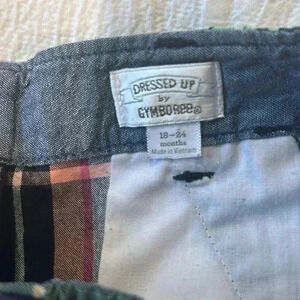 DRESSED UP
by
GYMBOREE®
18-24
months
Made in Vietnam